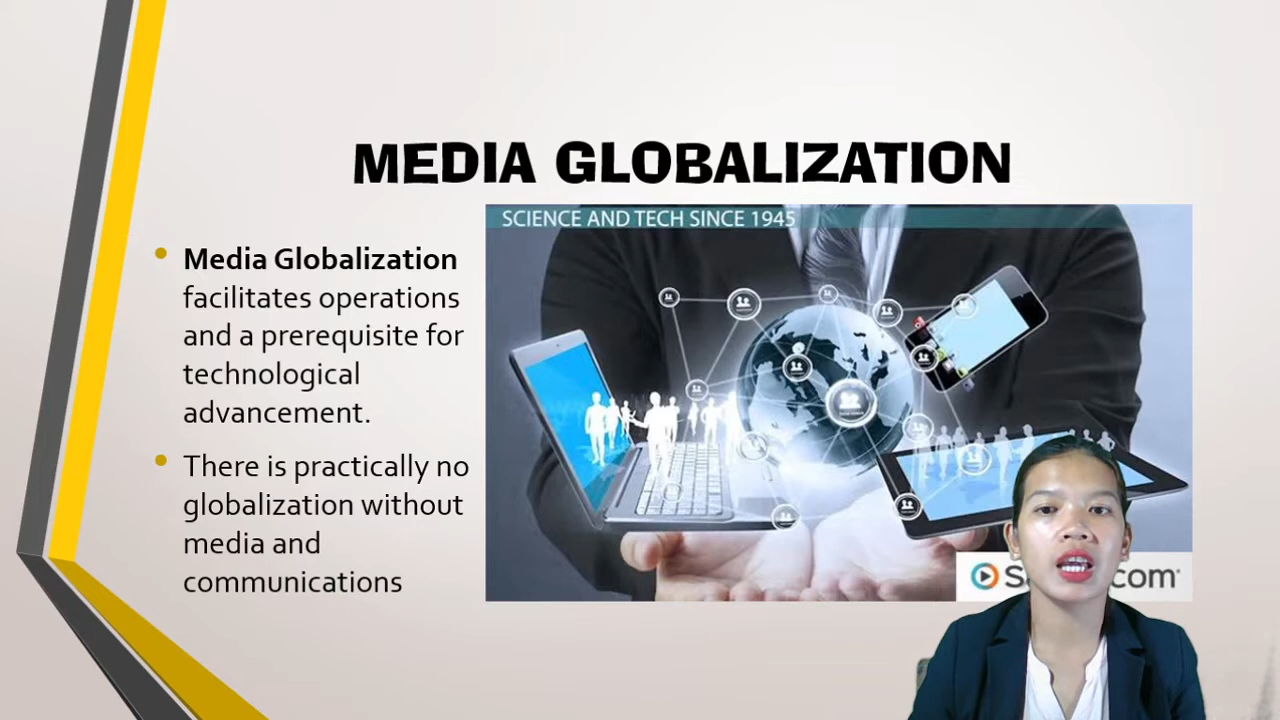 MEDIA GLOBALIZATION
SCIENCE AND TECH SINCE 1945
Media Globalization
facilitates operations
and a prerequisite for
technological
advancement.
There is practically no
globalization without
media and
communications
com